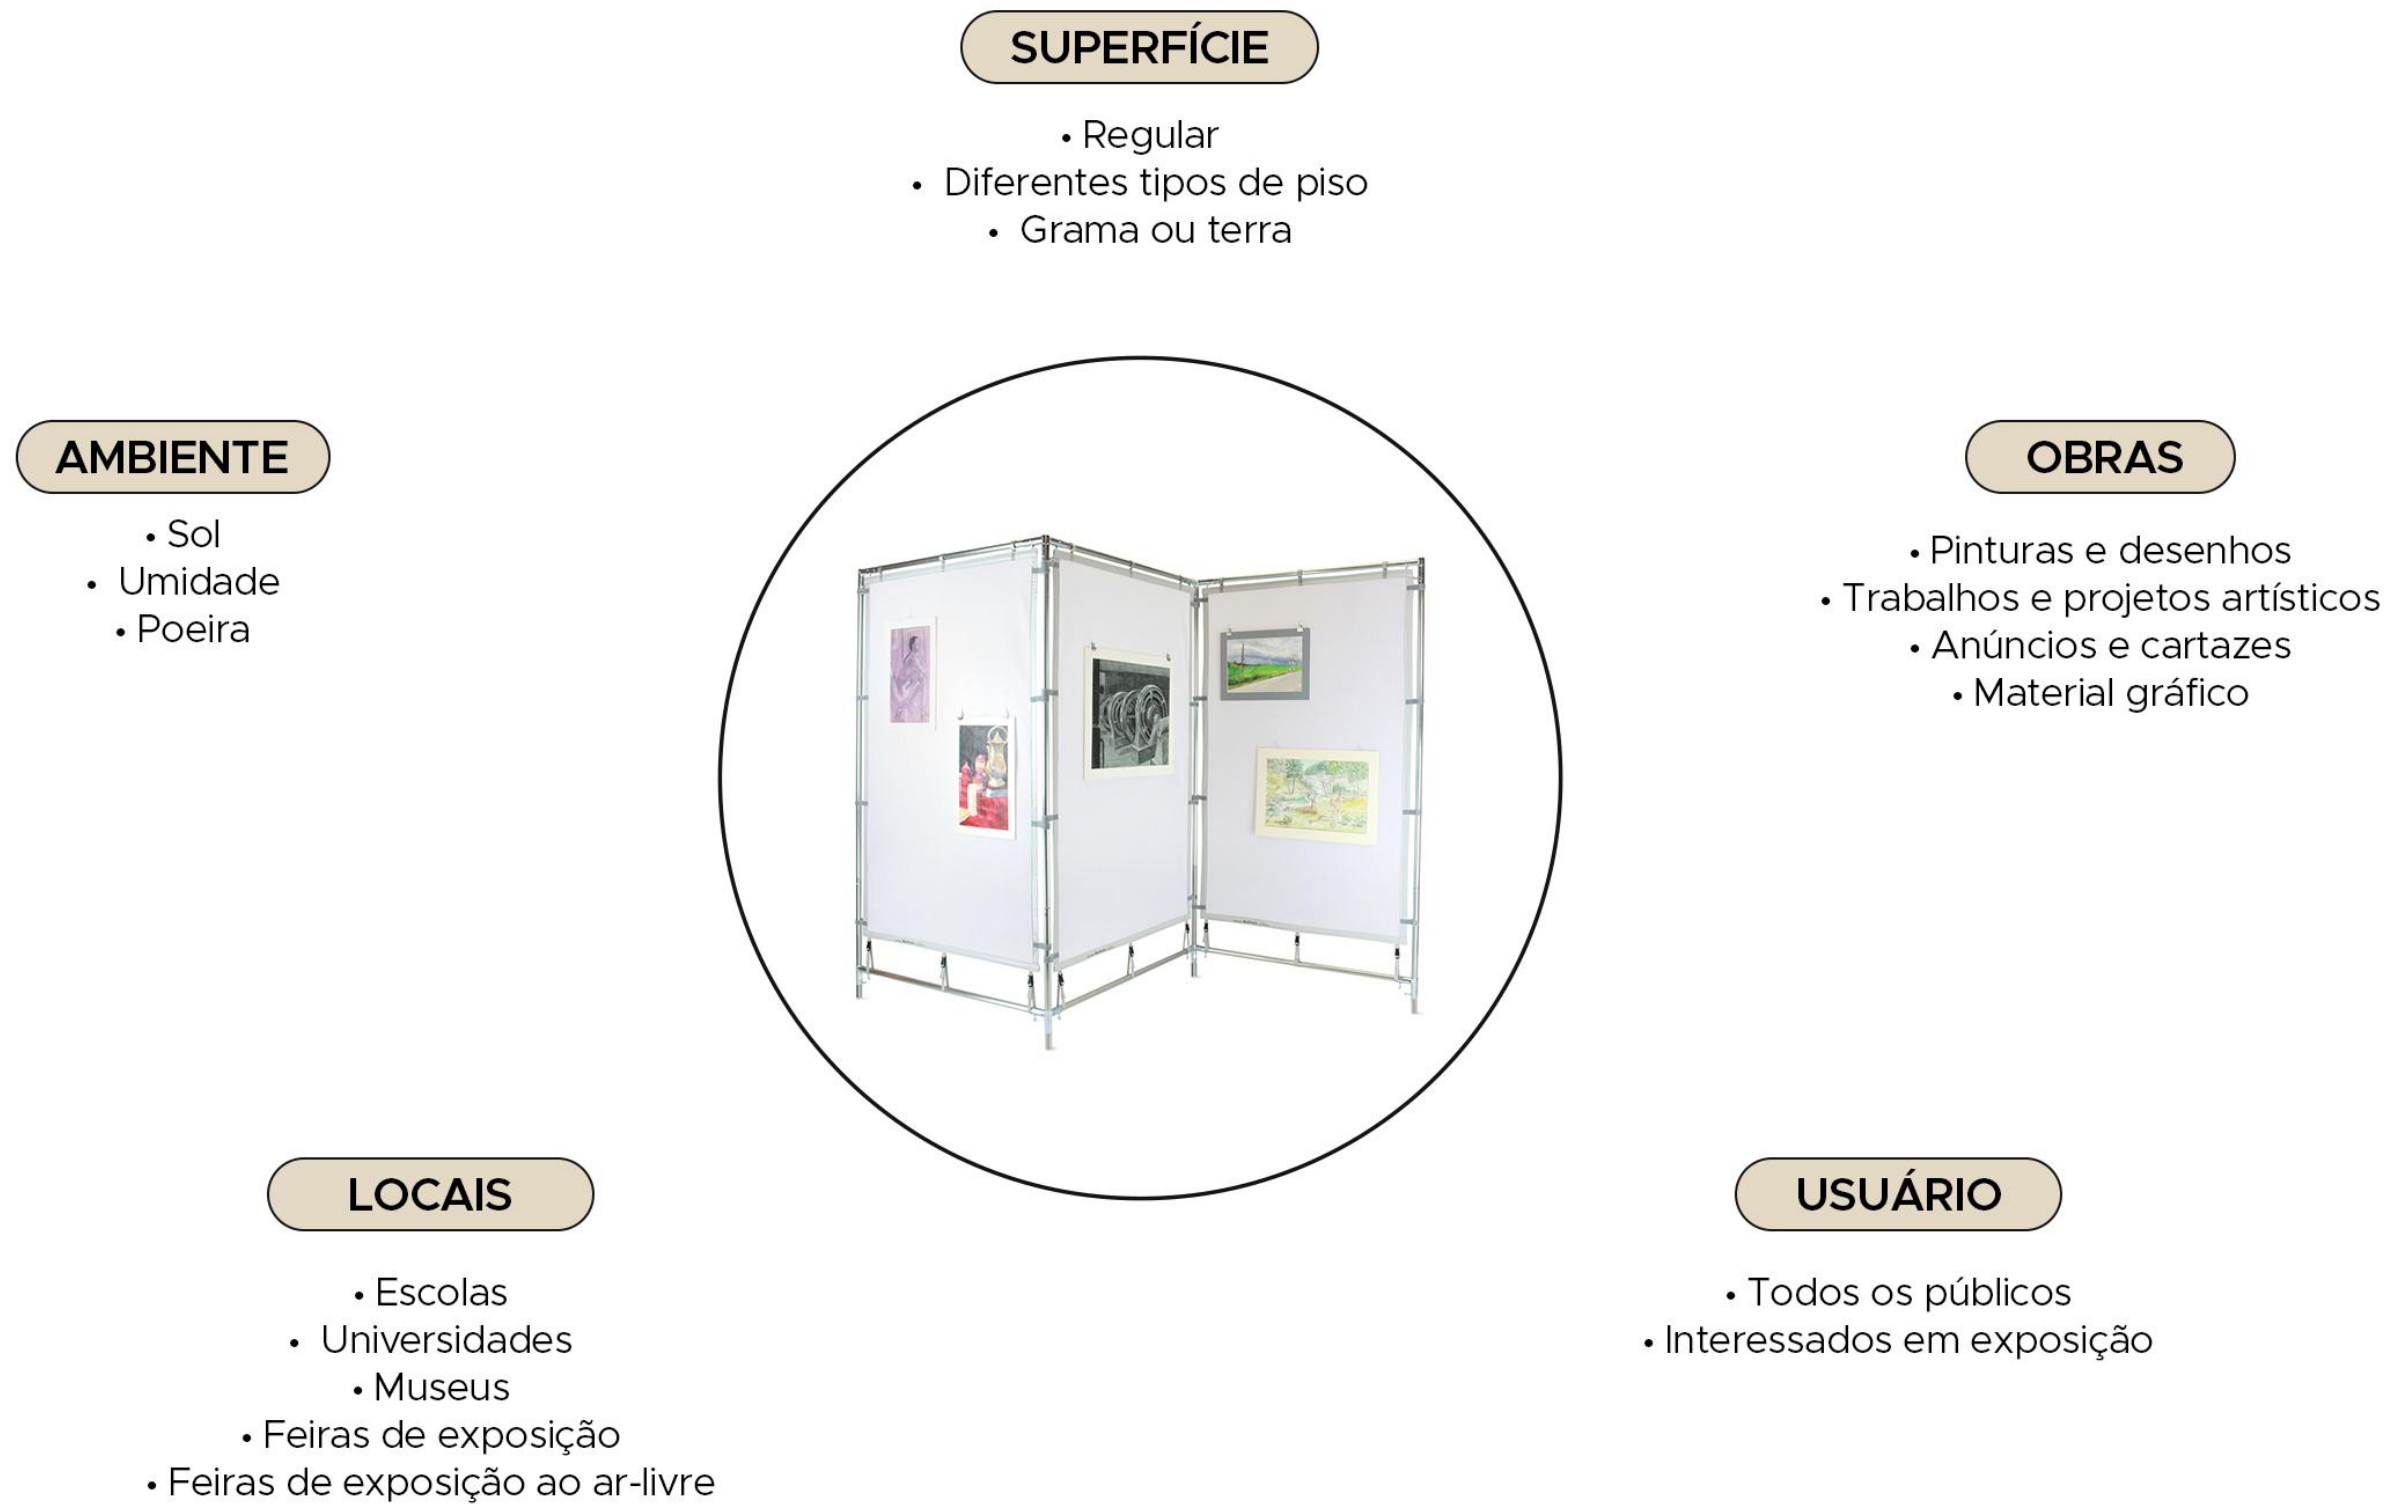 SUPERFÍCIE
• Regular
• Diferentes tipos de piso
• Grama ou terra
AMBIENTE
• Sol
• Umidade
• Poeira
OBRAS
• Pinturas e desenhos
• Trabalhos e projetos artísticos
• Anúncios e cartazes
• Material gráfico
LOCAIS
• Escolas
• Universidades
• Museus
• Feiras de exposição
• Feiras de exposição ao ar-livre
USUÁRIO
• Todos os públicos
• Interessados em exposição